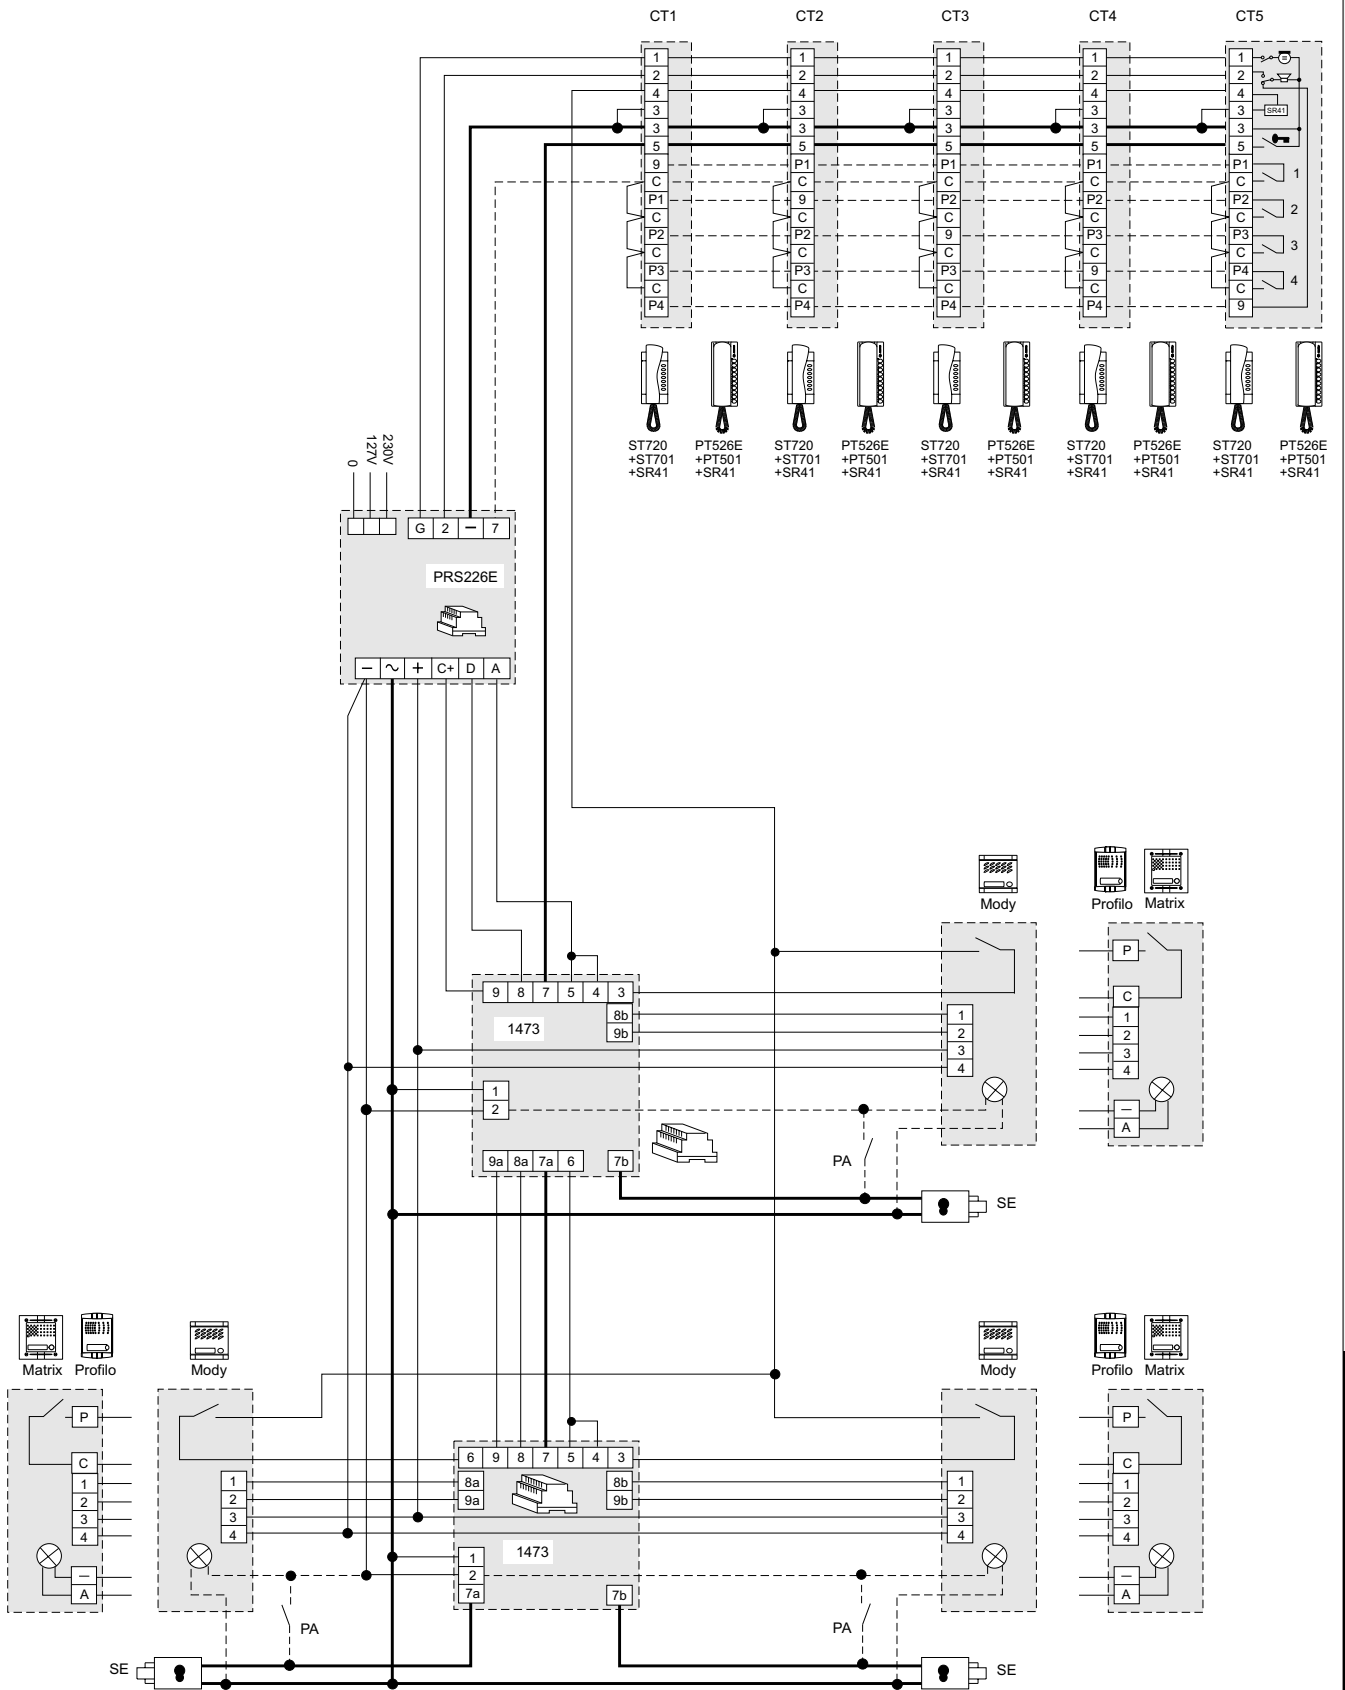 CT1 CT2 CT3 CT4 CT5
1 1 1 1 1
2 2 2 2 2
4 4 4 4 4
3 3 3 3 3 SR41
3 3 3 3 3
5 5 5 5 5
9 P1 P1 P1 P1
C C C C C 1
P1 9 P2 P2 P2
C C C C C 2
P2 P2 9 P3 P3
C C C C C 3
P3 P3 P3 9 P4
C C C C C 4
P4 P4 P4 P4 9
ST720 PT526E ST720 PT526E ST720 PT526E ST720 PT526E ST720 PT526E
+ST701 +PT501 +ST701 +PT501 +ST701 +PT501 +ST701 +PT501 +ST701 +PT501
+SR41 +SR41 +SR41 +SR41 +SR41 +SR41 +SR41 +SR41 +SR41 +SR41
0 127V 230V
G 2 − 7
PRS226E
− ~ + C+ D A
Mody Profilo Matrix
P
9 8 7 5 4 3 C
8b 1 1
1473
9b 2 2
3 3
4 4
1
2 −
A
9a 8a 7a 6 7b
PA
SE
Matrix Profilo Mody Mody Profilo Matrix
P P
C 6 9 8 7 5 4 3 C
1 1 8a 8b 1 1
2 2 9a 9b 2 2
3 3 3 3
4 4 4 4
1473
1
− 2 −
A 7a 7b A
PA PA
SE SE